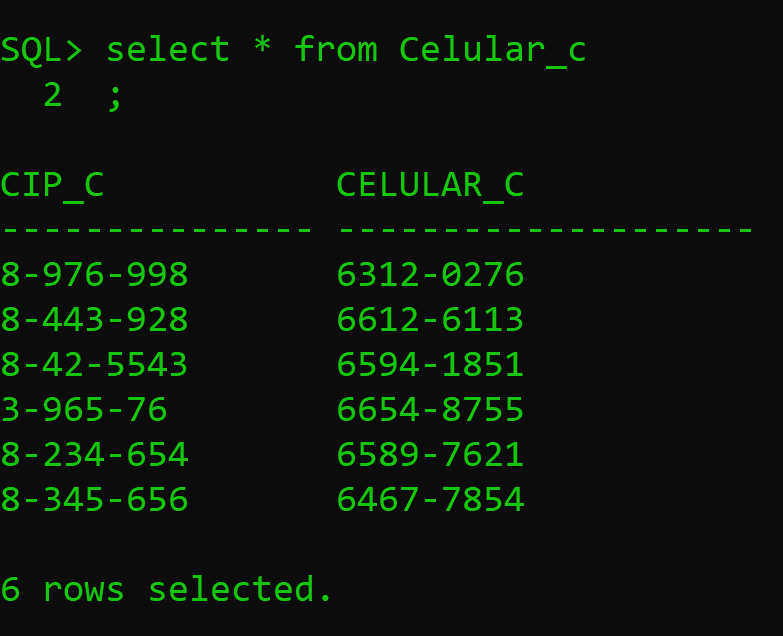 SQL> select * from Celular_c
  2  ;
CIP_C           CELULAR_C
--------------- --------------------
8-976-998       6312-0276
8-443-928       6612-6113
8-42-5543       6594-1851
3-965-76        6654-8755
8-234-654       6589-7621
8-345-656       6467-7854
6 rows selected.